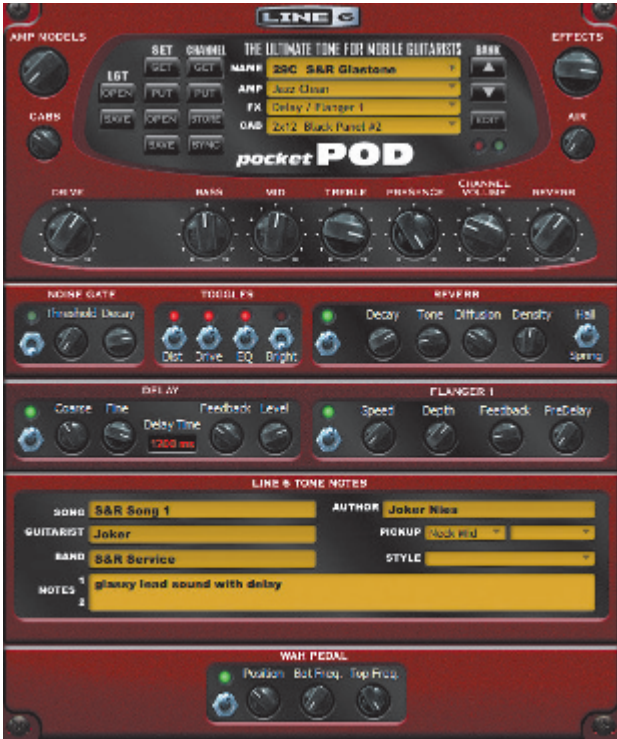 LINE 6
AMP MODELS
EFFECTS
SET CHANNEL
THE ULTIMATE TONE FOR MOBILE GUITARISTS
BANK
LGT
GET GET
NAME 29C S&R Glastone
OPEN PUT PUT
AMP Jazz Clean
SAVE OPEN STORE
FX Delay / Flanger 1
EDIT
CABS
AIR
SAVE SYNC
CAB 2x12 Black Panel #2
pocket POD
DRIVE BASS MID TREBLE PRESENCE CHANNEL VOLUME REVERB
NOISE GATE TOGGLES REVERB
Threshold Decay
Dist Drive EQ Bright
Decay Tone Diffusion Density Hall
Spring
DELAY FLANGER 1
Coarse Fine Delay Time Feedback Level
1200 ms
Speed Depth Feedback PreDelay
LINE 6 TONE NOTES
SONG S&R Song 1
AUTHOR Joker Nies
GUITARIST Joker
PICKUP Neck Mid
BAND S&R Service
STYLE
NOTES 1 glassy lead sound with delay
2
WAH PEDAL
Position Bot Freq. Top Freq.